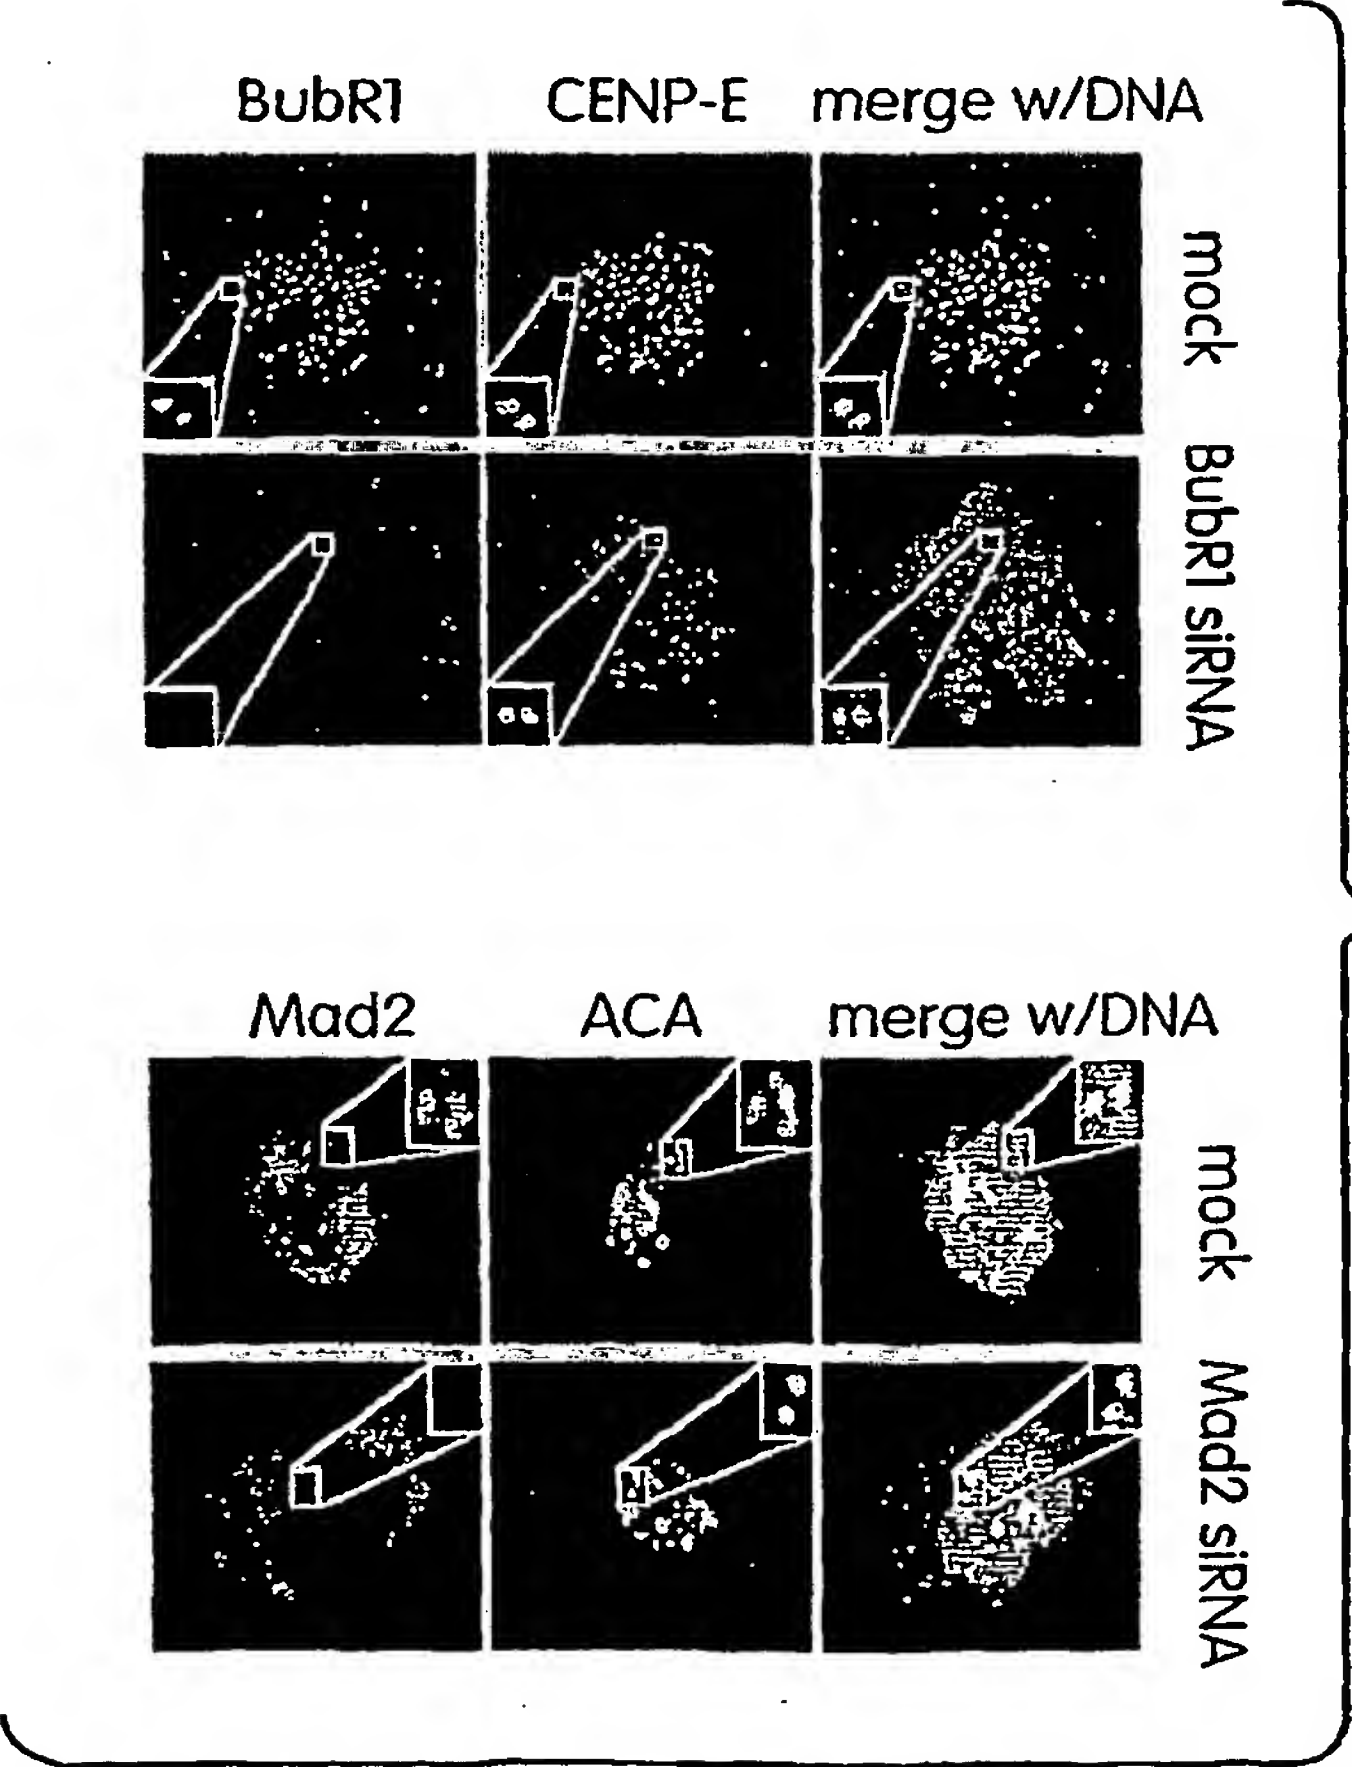 BubR1 CENP-E merge w/DNA
mock
BubR1 siRNA
Mad2 ACA merge w/DNA
mock
Mad2 siRNA